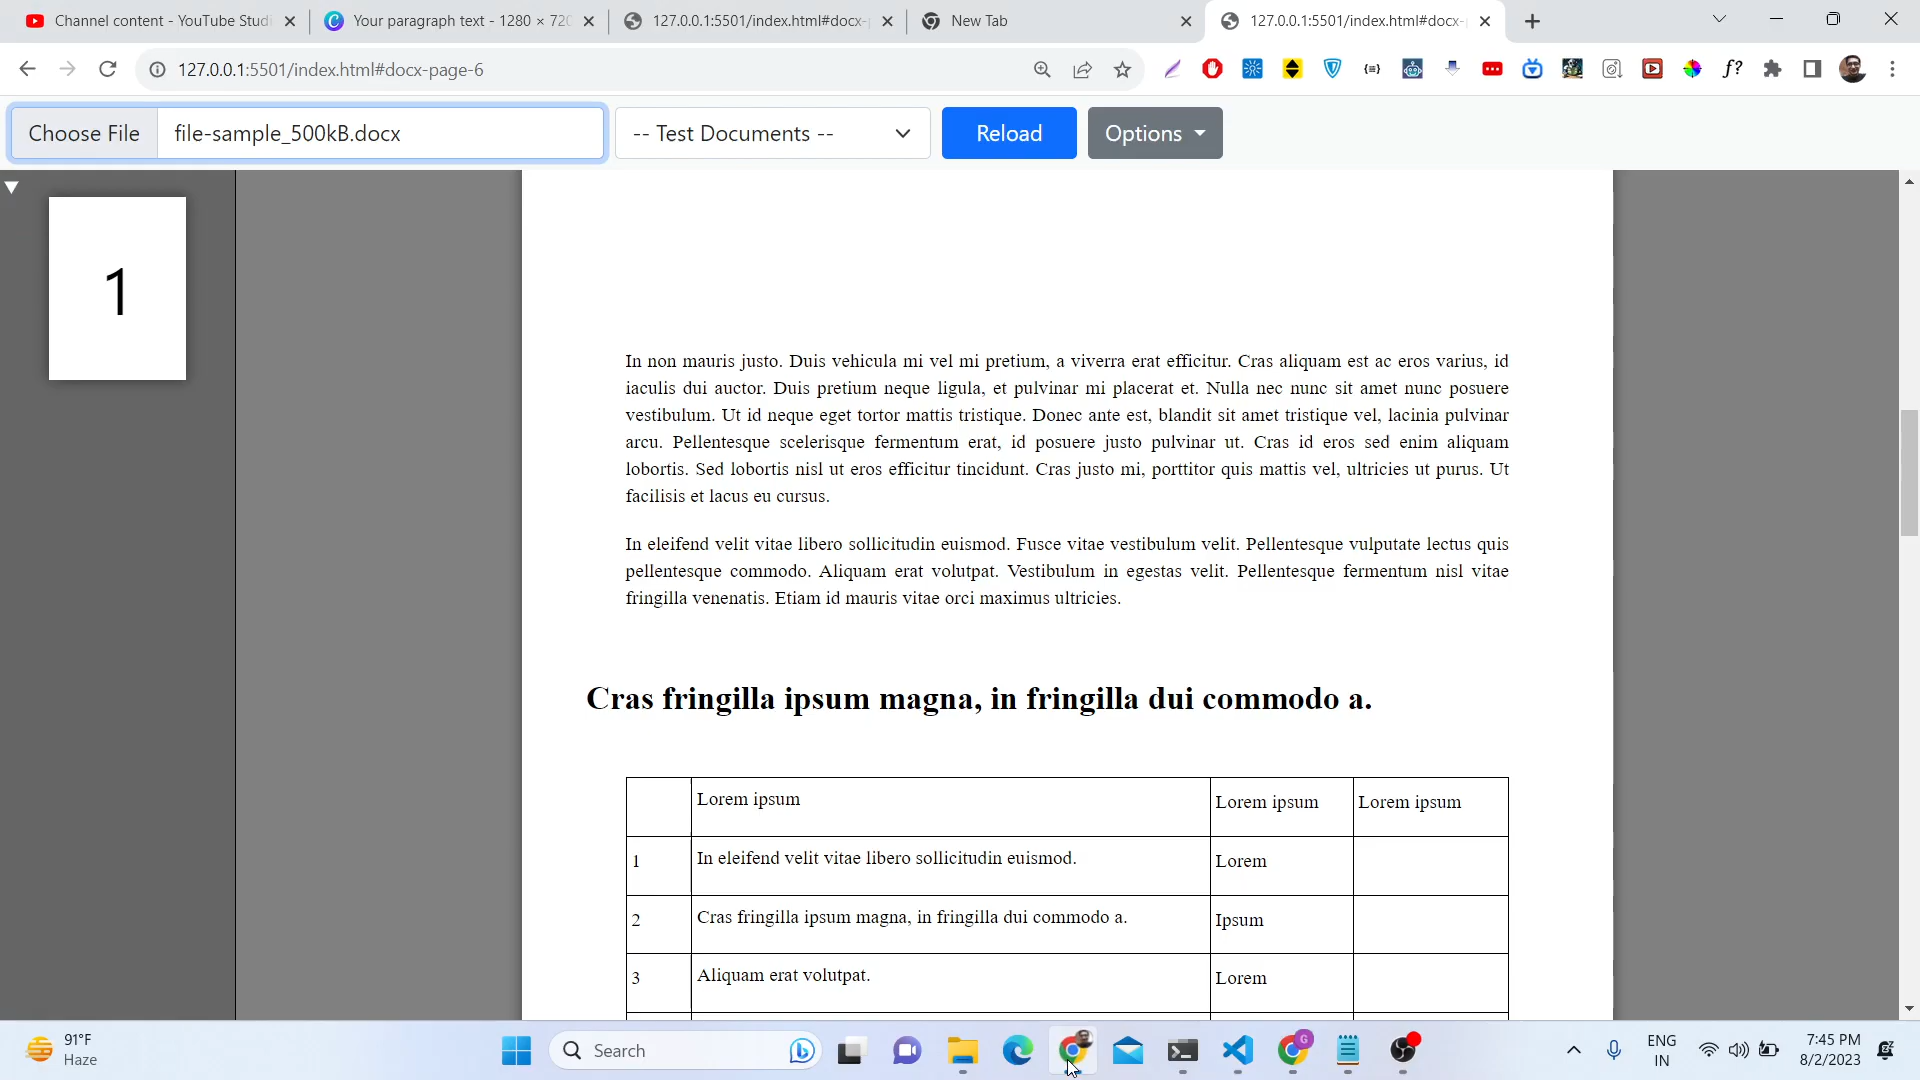 Channel content - YouTube Studi
Your paragraph text - 1280 × 720
127.0.0.1:5501/index.html#docx-
New Tab
127.0.0.1:5501/index.html#docx-
127.0.0.1:5501/index.html#docx-page-6
Choose File
file-sample_500kB.docx
-- Test Documents --
Reload
Options
1
In non mauris justo. Duis vehicula mi vel mi pretium, a viverra erat efficitur. Cras aliquam est ac eros varius, id
iaculis dui auctor. Duis pretium neque ligula, et pulvinar mi placerat et. Nulla nec nunc sit amet nunc posuere
vestibulum. Ut id neque eget tortor mattis tristique. Donec ante est, blandit sit amet tristique vel, lacinia pulvinar
arcu. Pellentesque scelerisque fermentum erat, id posuere justo pulvinar ut. Cras id eros sed enim aliquam
lobortis. Sed lobortis nisl ut eros efficitur tincidunt. Cras justo mi, porttitor quis mattis vel, ultricies ut purus. Ut
facilisis et lacus eu cursus.
In eleifend velit vitae libero sollicitudin euismod. Fusce vitae vestibulum velit. Pellentesque vulputate lectus quis
pellentesque commodo. Aliquam erat volutpat. Vestibulum in egestas velit. Pellentesque fermentum nisl vitae
fringilla venenatis. Etiam id mauris vitae orci maximus ultricies.
Cras fringilla ipsum magna, in fringilla dui commodo a.
Lorem ipsum Lorem ipsum Lorem ipsum
1 In eleifend velit vitae libero sollicitudin euismod. Lorem
2 Cras fringilla ipsum magna, in fringilla dui commodo a. Ipsum
3 Aliquam erat volutpat. Lorem
91°F
Haze
Search
ENG
IN
7:45 PM
8/2/2023